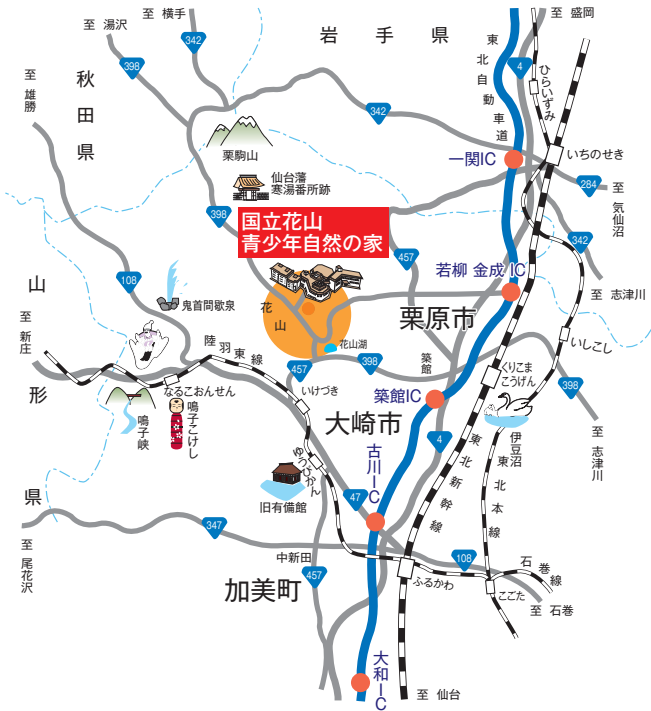 至 横手
至 湯沢
342
398
岩手県
至 盛岡
4
東北自動車道
ひらいずみ
至 雄勝
秋田県
342
栗駒山
一関IC
いちのせき
仙台藩
寒湯番所跡
284
至 気仙沼
398
国立花山
青少年自然の家
342
457
若柳 金成 IC
至 志津川
108
鬼首間歇泉
花山
栗原市
山形県
至 新庄
陸羽東線
花山湖
398
築館
いしこし
457
くりこま
こうげん
398
なるこおんせん
いけづき
築館IC
鳴子峡
鳴子こけし
大崎市
4
伊豆沼
至 志津川
古川IC
ゆうびかん
東北新幹線
東北本線
旧有備館
47
347
至 尾花沢
中新田
108
石巻線
457
ふるかわ
こごた
加美町
至 石巻
大和IC
至 仙台